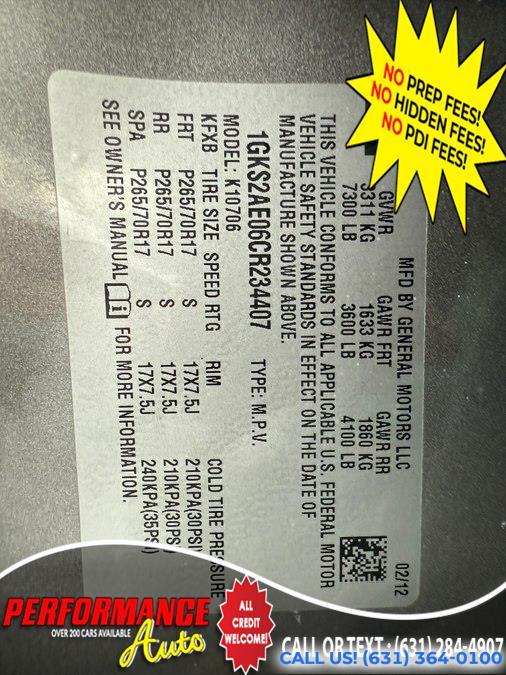 NO PREP FEES!
NO HIDDEN FEES!
NO PDI FEES!
MFD BY GENERAL MOTORS LLC
02/12
GVWR GAWR FRT GAWR RR
3311 KG 1633 KG 1860 KG
7300 LB 3600 LB 4100 LB
THIS VEHICLE CONFORMS TO ALL APPLICABLE U.S. FEDERAL MOTOR
VEHICLE SAFETY STANDARDS IN EFFECT ON THE DATE OF
MANUFACTURE SHOWN ABOVE.
1GKS2AE06CR234407 TYPE: M.P.V.
MODEL: K10706
KFXB TIRE SIZE SPEED RTG RIM COLD TIRE PRESSURE
FRT P265/70R17 S 17X7.5J 210KPA(30PSI)
RR P265/70R17 S 17X7.5J 210KPA(30PSI)
SPA P265/70R17 S 17X7.5J 240KPA(35PSI)
SEE OWNER'S MANUAL FOR MORE INFORMATION.
PERFORMANCE
OVER 200 CARS AVAILABLE
Auto
ALL
CREDIT
WELCOME!
CALL OR TEXT : (631) 284-4907
CALL US! (631) 364-0100